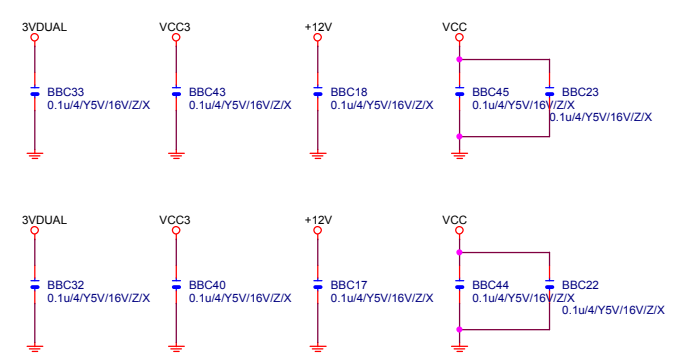 3VDUAL VCC3 +12V VCC
BBC33 BBC43 BBC18 BBC45 BBC23
0.1u/4/Y5V/16V/Z/X 0.1u/4/Y5V/16V/Z/X 0.1u/4/Y5V/16V/Z/X 0.1u/4/Y5V/16V/Z/X
0.1u/4/Y5V/16V/Z/X
3VDUAL VCC3 +12V VCC
BBC32 BBC40 BBC17 BBC44 BBC22
0.1u/4/Y5V/16V/Z/X 0.1u/4/Y5V/16V/Z/X 0.1u/4/Y5V/16V/Z/X 0.1u/4/Y5V/16V/Z/X
0.1u/4/Y5V/16V/Z/X